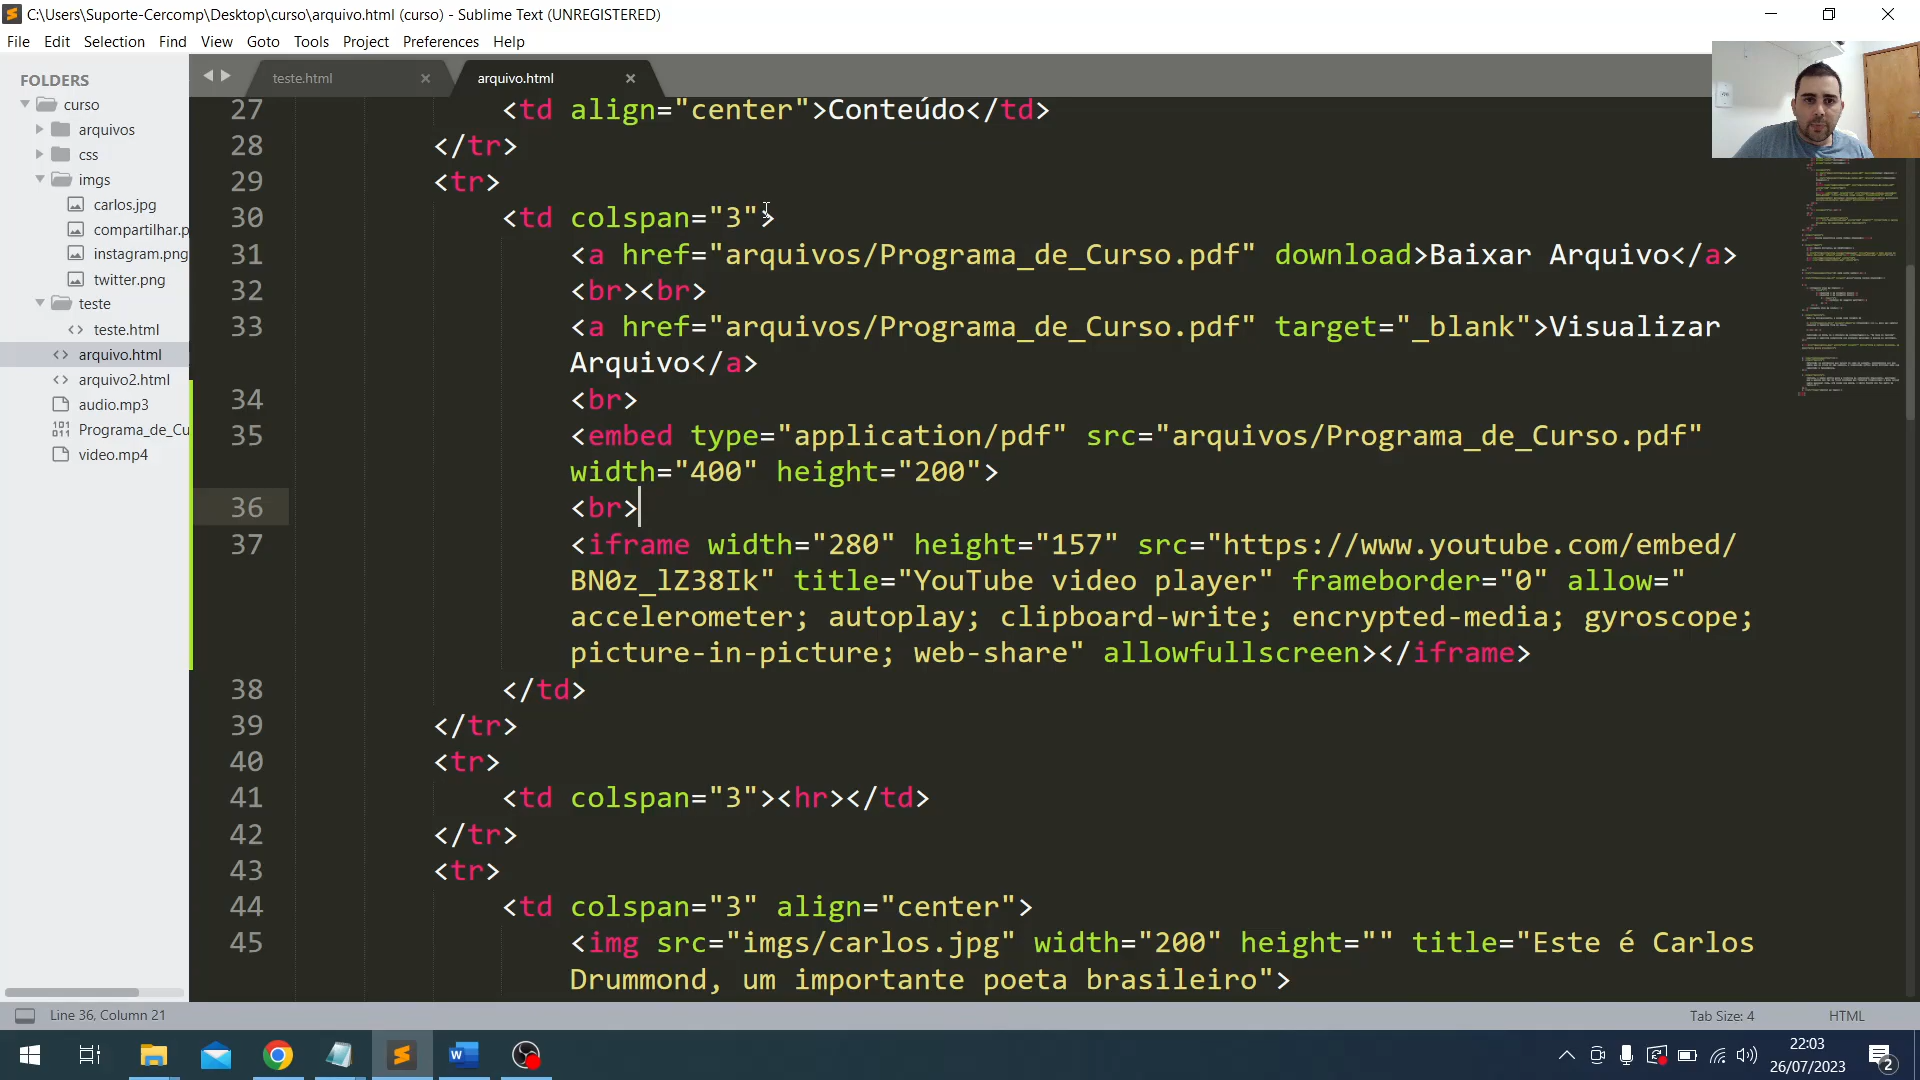 C:\Users\Suporte-Cercomp\Desktop\curso\arquivo.html (curso) - Sublime Text (UNREGISTERED)
File Edit Selection Find View Goto Tools Project Preferences Help
FOLDERS
curso
arquivos
css
imgs
carlos.jpg
compartilhar.p
instagram.png
twitter.png
teste
teste.html
arquivo.html
arquivo2.html
audio.mp3
Programa_de_Cu
video.mp4
teste.html arquivo.html
27 <td align="center">Conteúdo</td>
28 </tr>
29 <tr>
30 <td colspan="3">
31 <a href="arquivos/Programa_de_Curso.pdf" download>Baixar Arquivo</a>
32 <br><br>
33 <a href="arquivos/Programa_de_Curso.pdf" target="_blank">Visualizar
Arquivo</a>
34 <br>
35 <embed type="application/pdf" src="arquivos/Programa_de_Curso.pdf"
width="400" height="200">
36 <br>
37 <iframe width="280" height="157" src="https://www.youtube.com/embed/
BN0z_lZ38Ik" title="YouTube video player" frameborder="0" allow="
accelerometer; autoplay; clipboard-write; encrypted-media; gyroscope;
picture-in-picture; web-share" allowfullscreen></iframe>
38 </td>
39 </tr>
40 <tr>
41 <td colspan="3"><hr></td>
42 </tr>
43 <tr>
44 <td colspan="3" align="center">
45 <img src="imgs/carlos.jpg" width="200" height="" title="Este é Carlos
Drummond, um importante poeta brasileiro">
Line 36, Column 21 Tab Size: 4 HTML
22:03
26/07/2023
2